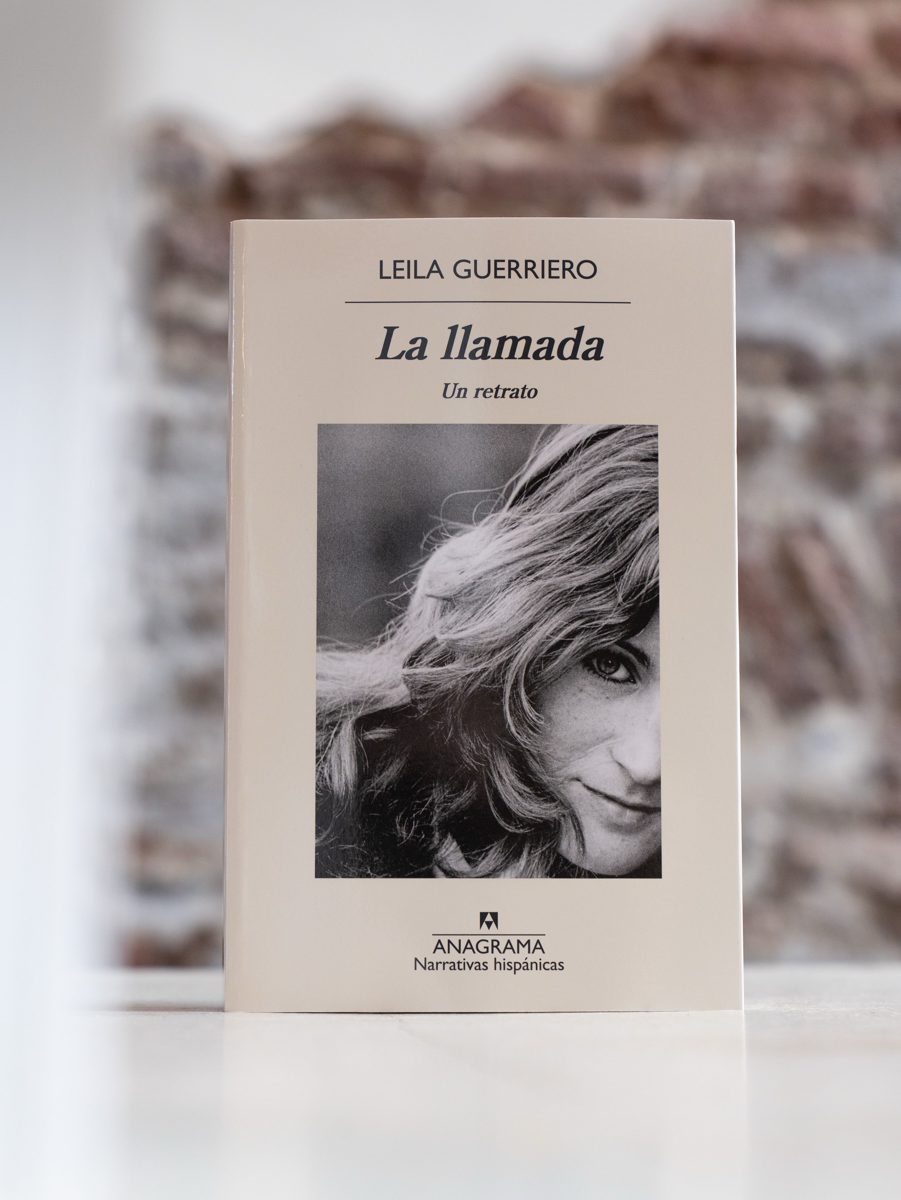 LEILA GUERRIERO
La llamada
Un retrato
ANAGRAMA
Narrativas hispánicas